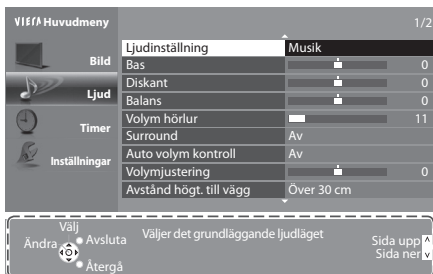 VIErA Huvudmeny 1/2
Bild
Ljud
Timer
Inställningar
Ljudinställning Musik
Bas 0
Diskant 0
Balans 0
Volym hörlur 11
Surround Av
Auto volym kontroll Av
Volymjustering 0
Avstånd högt. till vägg Över 30 cm
Välj
Ändra
Avsluta
Återgå
Väljer det grundläggande ljudläget
Sida upp
Sida ner